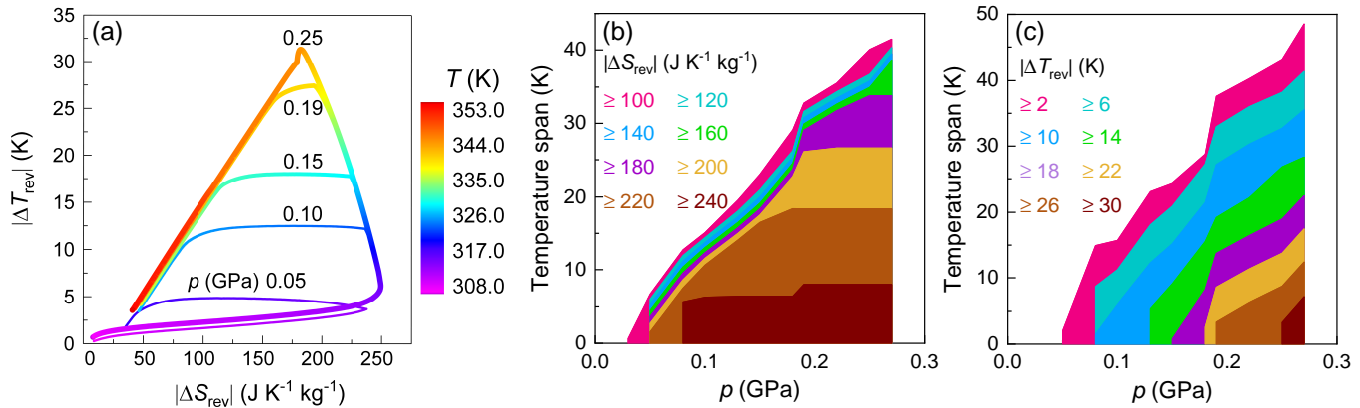 (a)
35
30
25
20
15
10
5
0
|ΔT_rev| (K)
0.25
0.19
0.15
0.10
p (GPa) 0.05
0 50 100 150 200 250
|ΔS_rev| (J K⁻¹ kg⁻¹)
T (K)
353.0
344.0
335.0
326.0
317.0
308.0
(b)
|ΔS_rev| (J K⁻¹ kg⁻¹)
≥ 100 ≥ 120
≥ 140 ≥ 160
≥ 180 ≥ 200
≥ 220 ≥ 240
Temperature span (K)
40
30
20
10
0
0.0 0.1 0.2 0.3
p (GPa)
(c)
|ΔT_rev| (K)
≥ 2 ≥ 6
≥ 10 ≥ 14
≥ 18 ≥ 22
≥ 26 ≥ 30
Temperature span (K)
50
40
30
20
10
0
0.0 0.1 0.2 0.3
p (GPa)